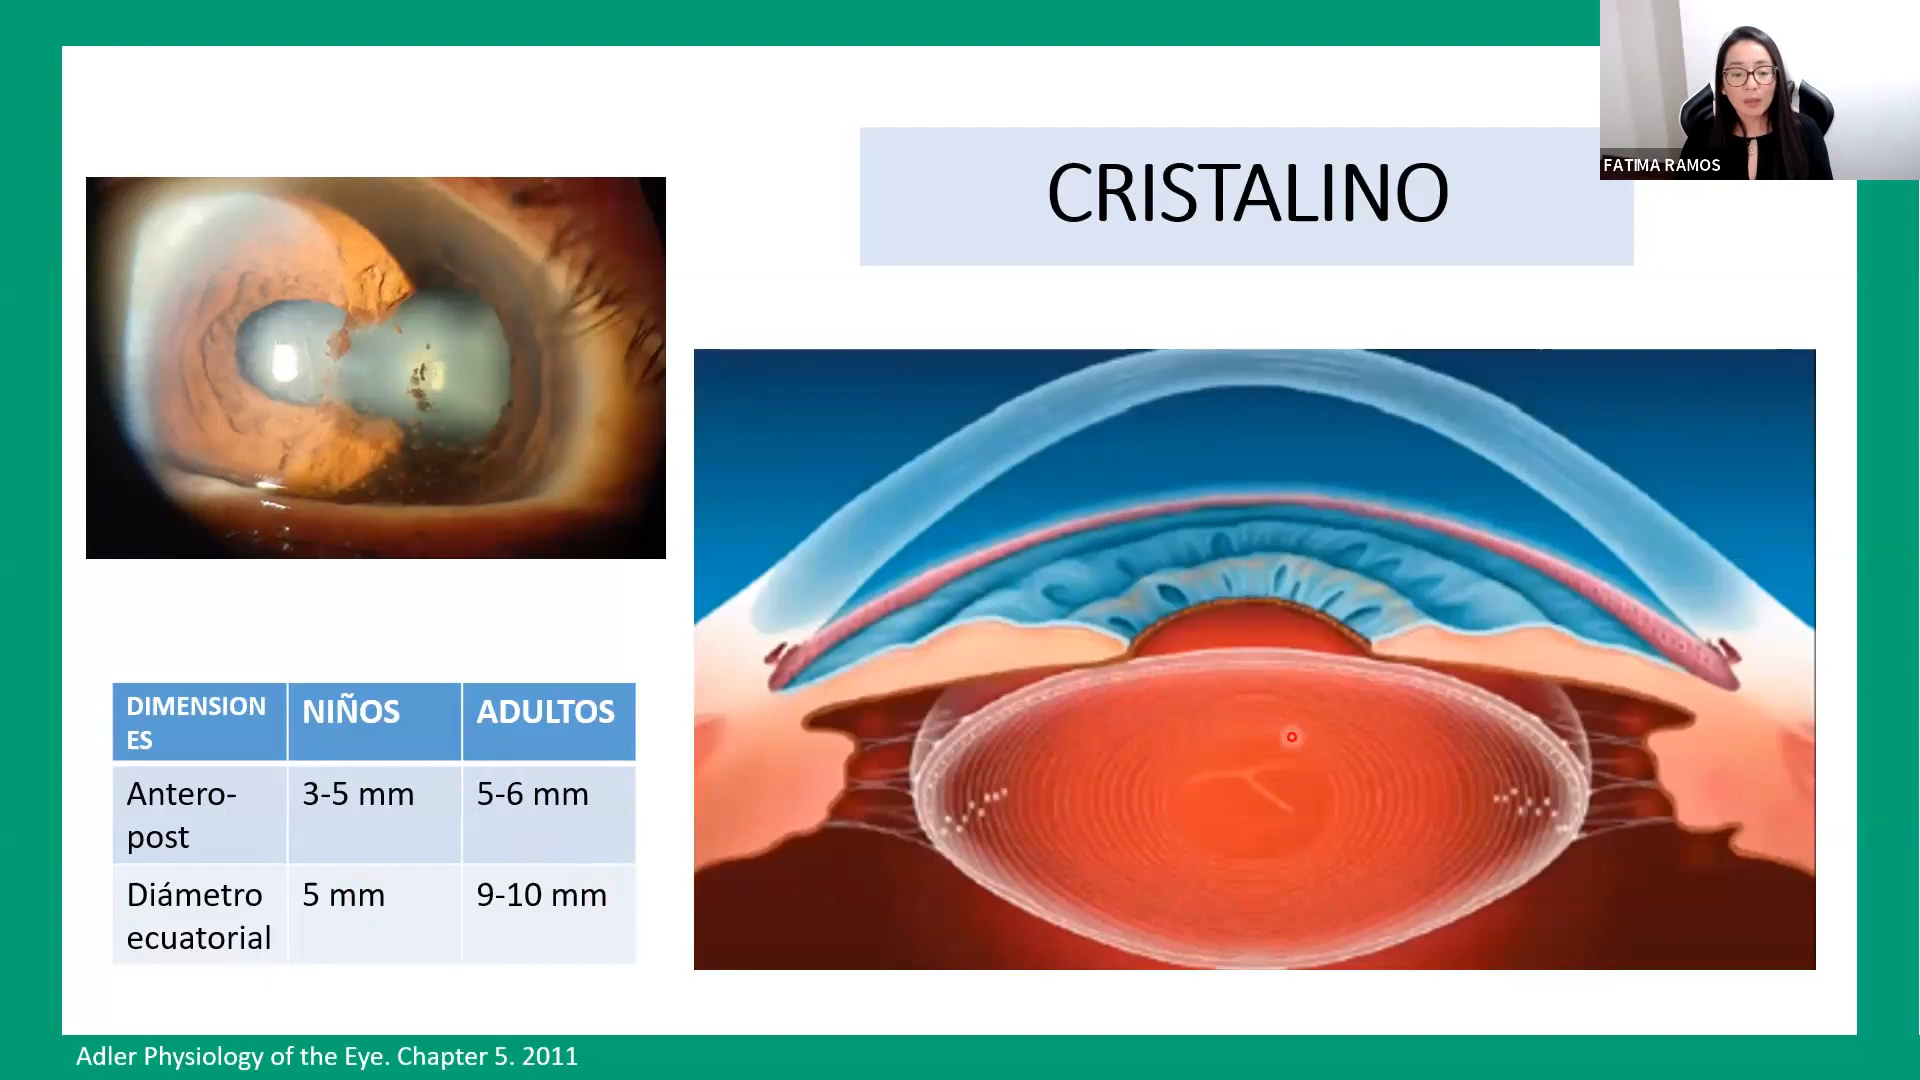 CRISTALINO
FATIMA RAMOS
DIMENSION
ES
NIÑOS
ADULTOS
Antero-
post
3-5 mm
5-6 mm
Diámetro
ecuatorial
5 mm
9-10 mm
Adler Physiology of the Eye. Chapter 5. 2011